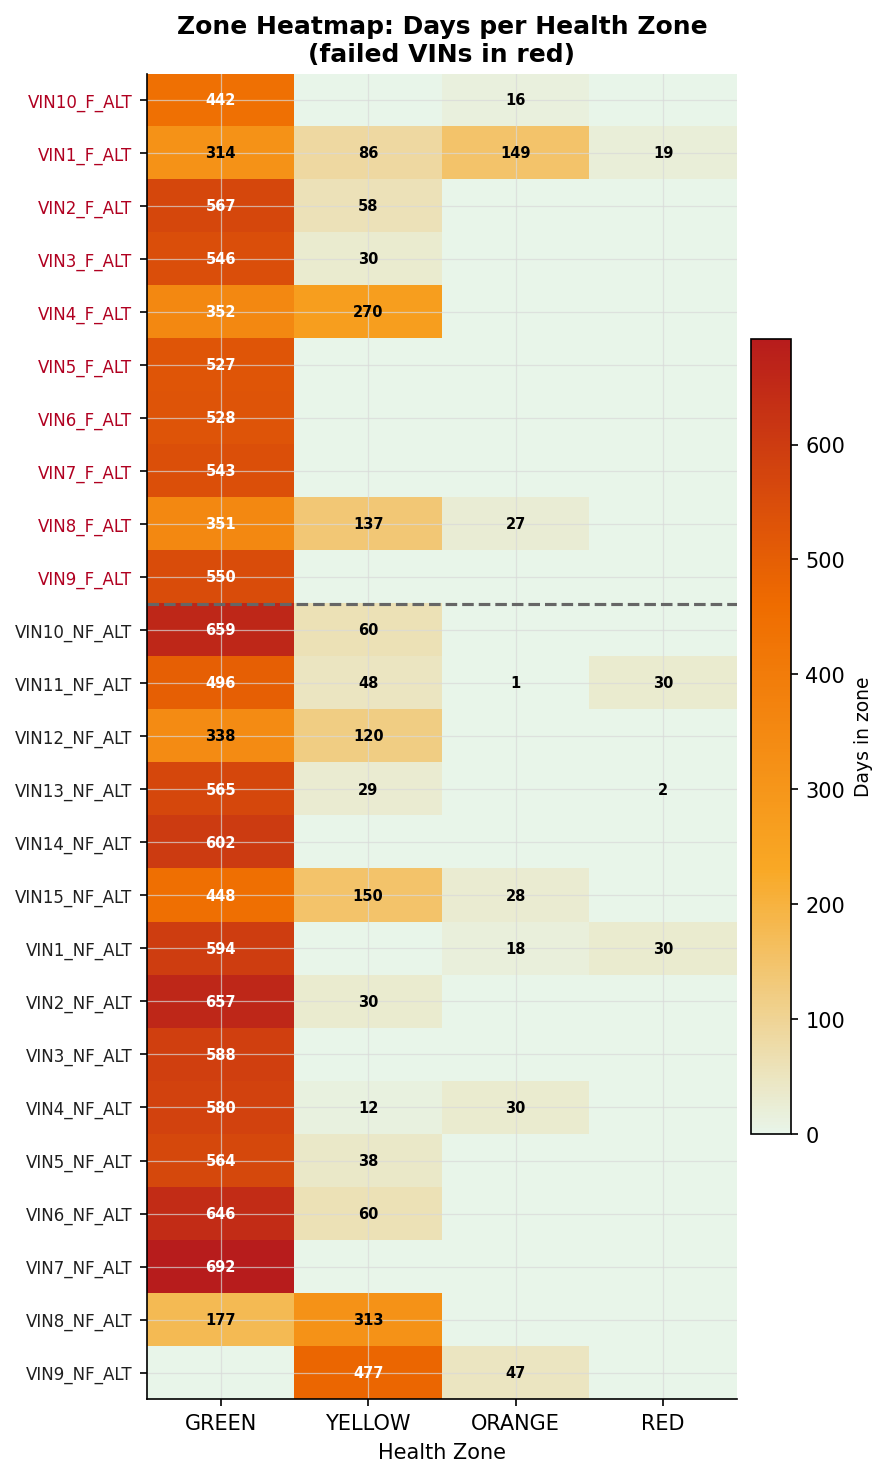 Zone Heatmap: Days per Health Zone
(failed VINs in red)
VIN10_F_ALT 442 16
VIN1_F_ALT 314 86 149 19
VIN2_F_ALT 567 58
VIN3_F_ALT 546 30
VIN4_F_ALT 352 270
VIN5_F_ALT 527
VIN6_F_ALT 528
VIN7_F_ALT 543
VIN8_F_ALT 351 137 27
VIN9_F_ALT 550
VIN10_NF_ALT 659 60
VIN11_NF_ALT 496 48 1 30
VIN12_NF_ALT 338 120
VIN13_NF_ALT 565 29 2
VIN14_NF_ALT 602
VIN15_NF_ALT 448 150 28
VIN1_NF_ALT 594 18 30
VIN2_NF_ALT 657 30
VIN3_NF_ALT 588
VIN4_NF_ALT 580 12 30
VIN5_NF_ALT 564 38
VIN6_NF_ALT 646 60
VIN7_NF_ALT 692
VIN8_NF_ALT 177 313
VIN9_NF_ALT 477 47
GREEN YELLOW ORANGE RED
Health Zone
600
500
400
300
200
100
0
Days in zone